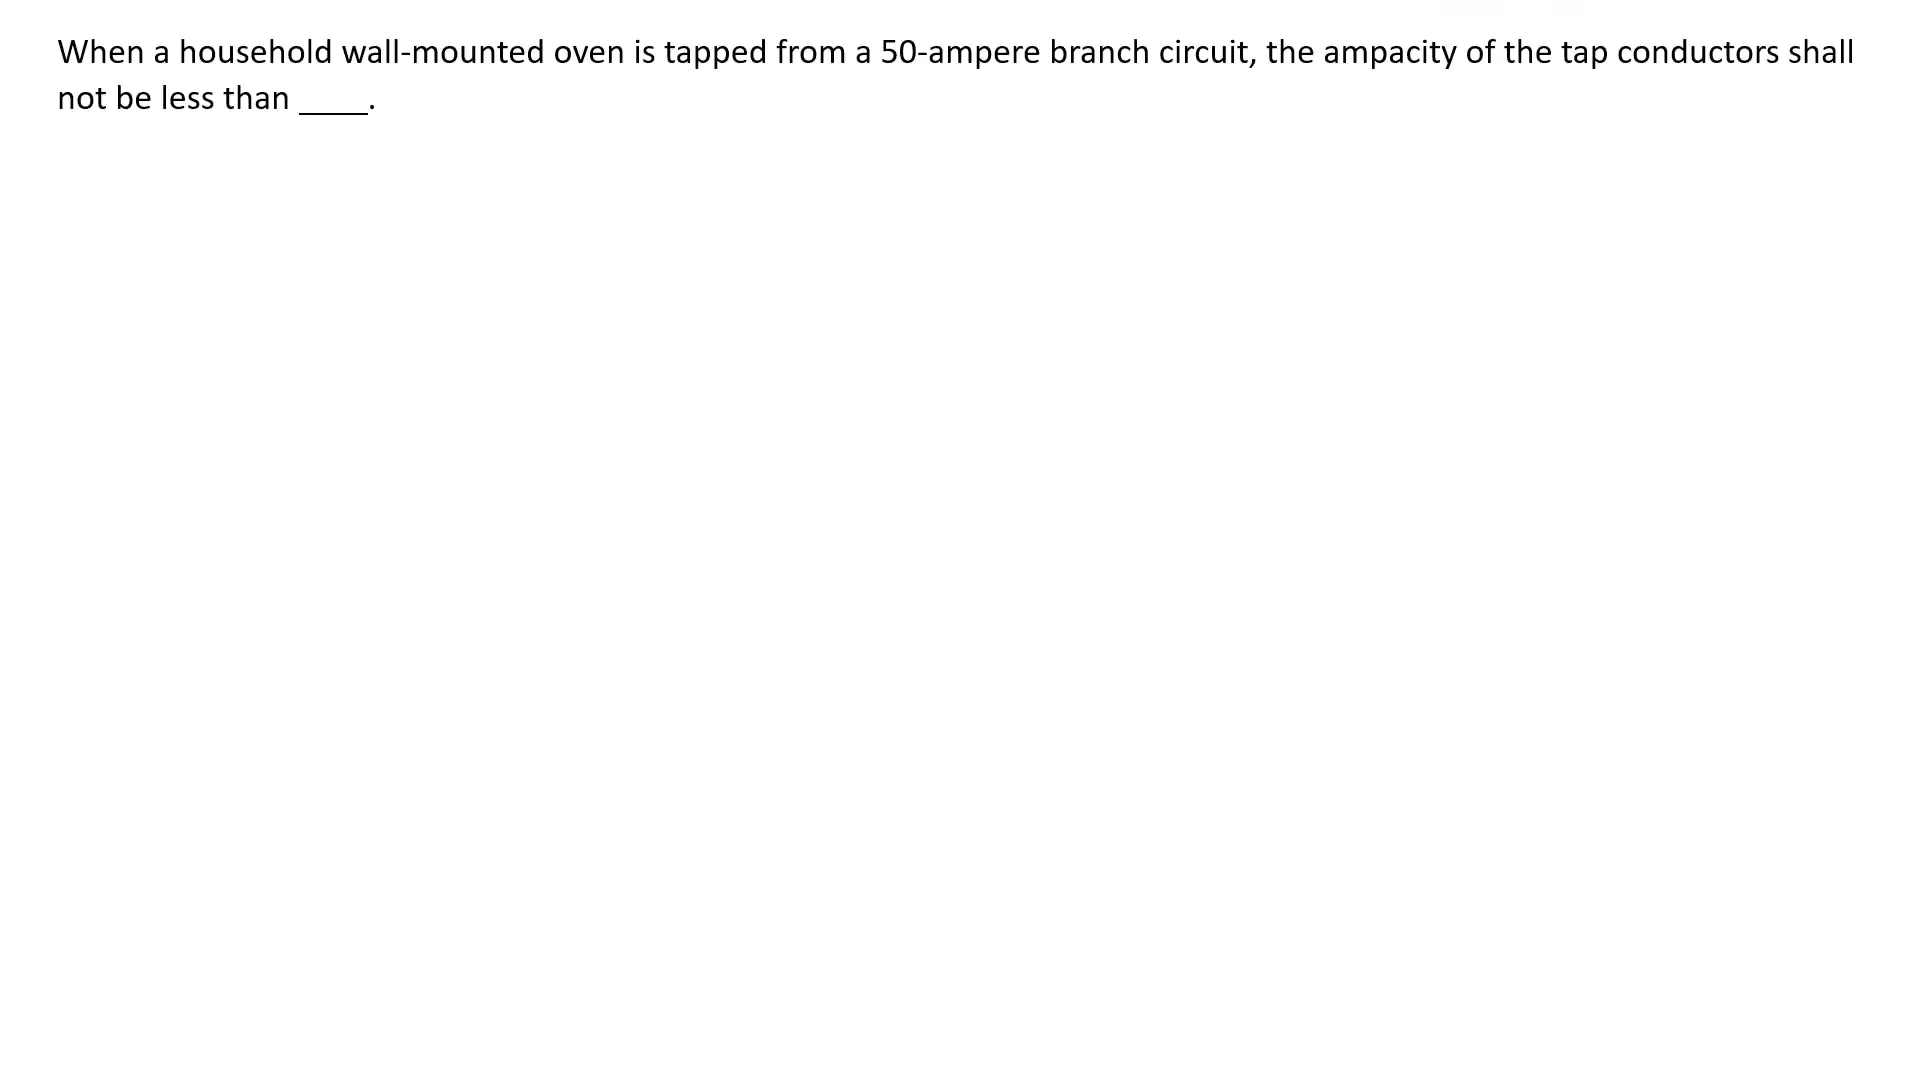 When a household wall-mounted oven is tapped from a 50-ampere branch circuit, the ampacity of the tap conductors shall
not be less than ____.